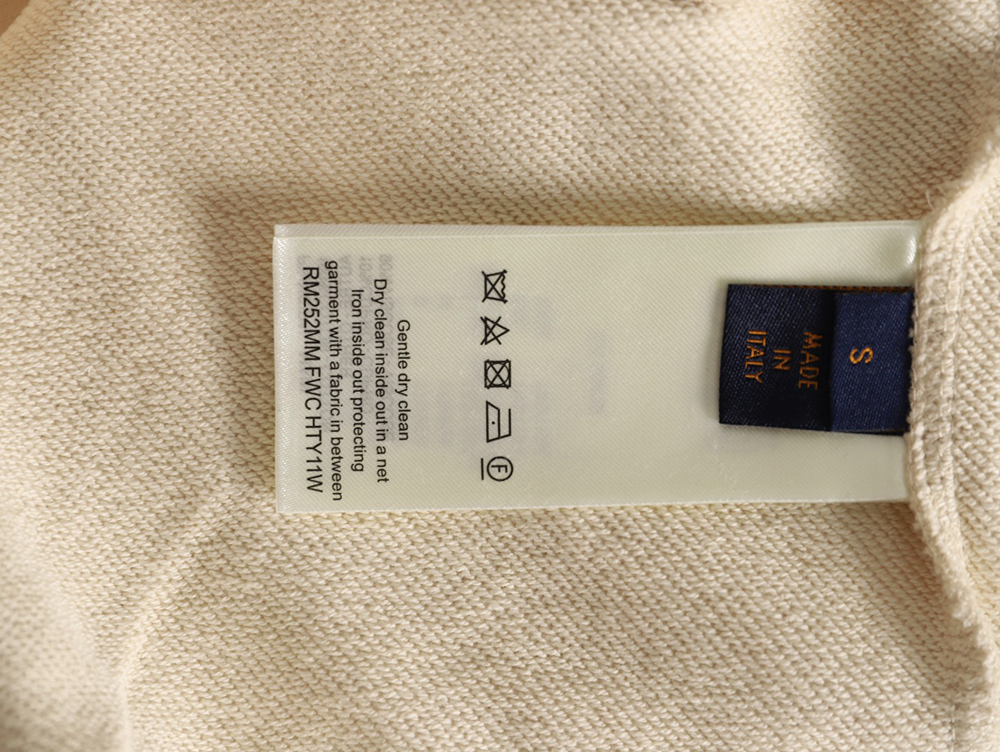 S
MADE
IN
ITALY
F
Gentle dry clean
Dry clean inside out in a net
Iron inside out protecting
garment with a fabric in between
RM252MM FWC HTY11W